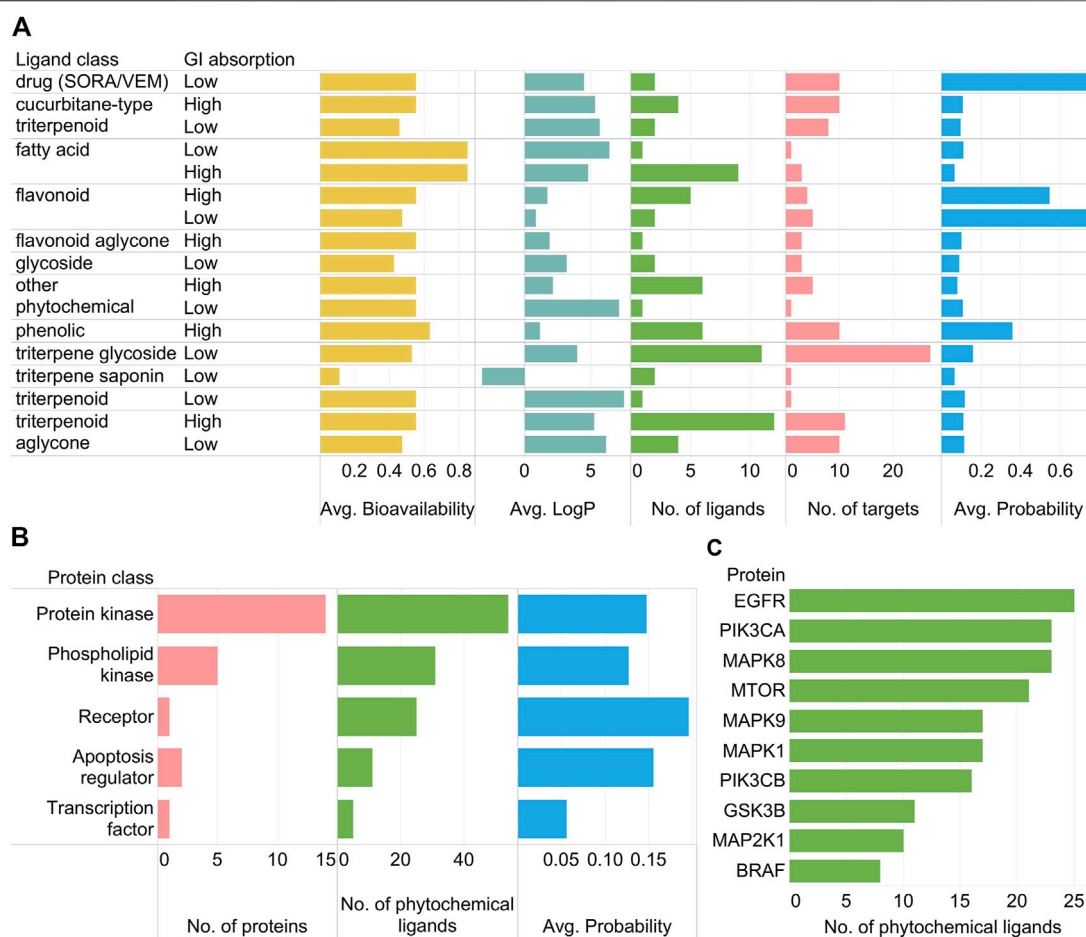 A
Ligand class GI absorption
drug (SORA/VEM) Low
cucurbitane-type High
triterpenoid Low
fatty acid Low
High
flavonoid High
Low
flavonoid aglycone High
glycoside Low
other High
phytochemical Low
phenolic High
triterpene glycoside Low
triterpene saponin Low
triterpenoid Low
triterpenoid High
aglycone Low
0.2 0.4 0.6 0.8 0 5 0 5 10 0 10 20 0.2 0.4 0.6
Avg. Bioavailability Avg. LogP No. of ligands No. of targets Avg. Probability
B
Protein class
Protein kinase
Phospholipid
kinase
Receptor
Apoptosis
regulator
Transcription
factor
0 5 10 15 0 20 40 0.05 0.10 0.15
No. of proteins No. of phytochemical
ligands Avg. Probability
C
Protein
EGFR
PIK3CA
MAPK8
MTOR
MAPK9
MAPK1
PIK3CB
GSK3B
MAP2K1
BRAF
0 5 10 15 20 25
No. of phytochemical ligands